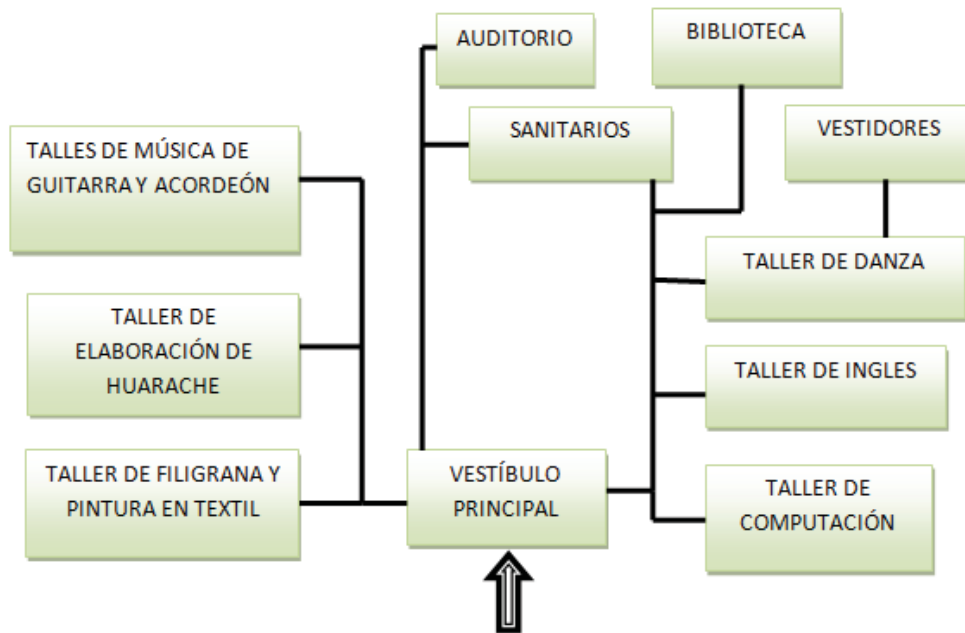 AUDITORIO
BIBLIOTECA
SANITARIOS
VESTIDORES
TALLES DE MÚSICA DE
GUITARRA Y ACORDEÓN
TALLER DE DANZA
TALLER DE
ELABORACIÓN DE
HUARACHE
TALLER DE INGLES
TALLER DE FILIGRANA Y
PINTURA EN TEXTIL
VESTÍBULO
PRINCIPAL
TALLER DE
COMPUTACIÓN